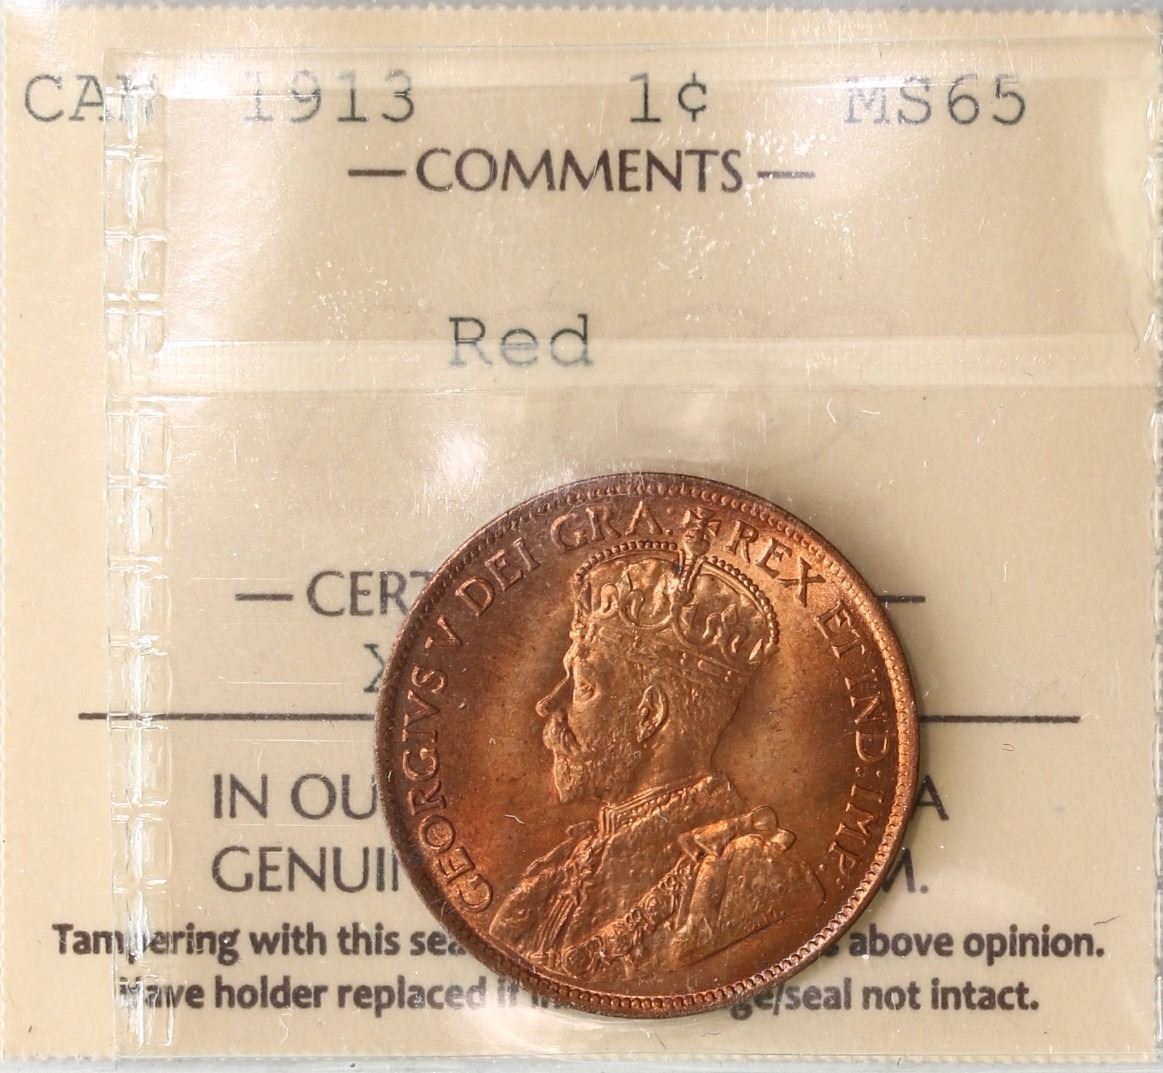 CAN 1913 1¢ MS65
—COMMENTS—
Red
— CERT —
X
IN OU A
GENUI M.
Tampering with this sea above opinion.
Have holder replaced if ge/seal not intact.
GEORGIVS V DEI GRA: REX ET IND: IMP: